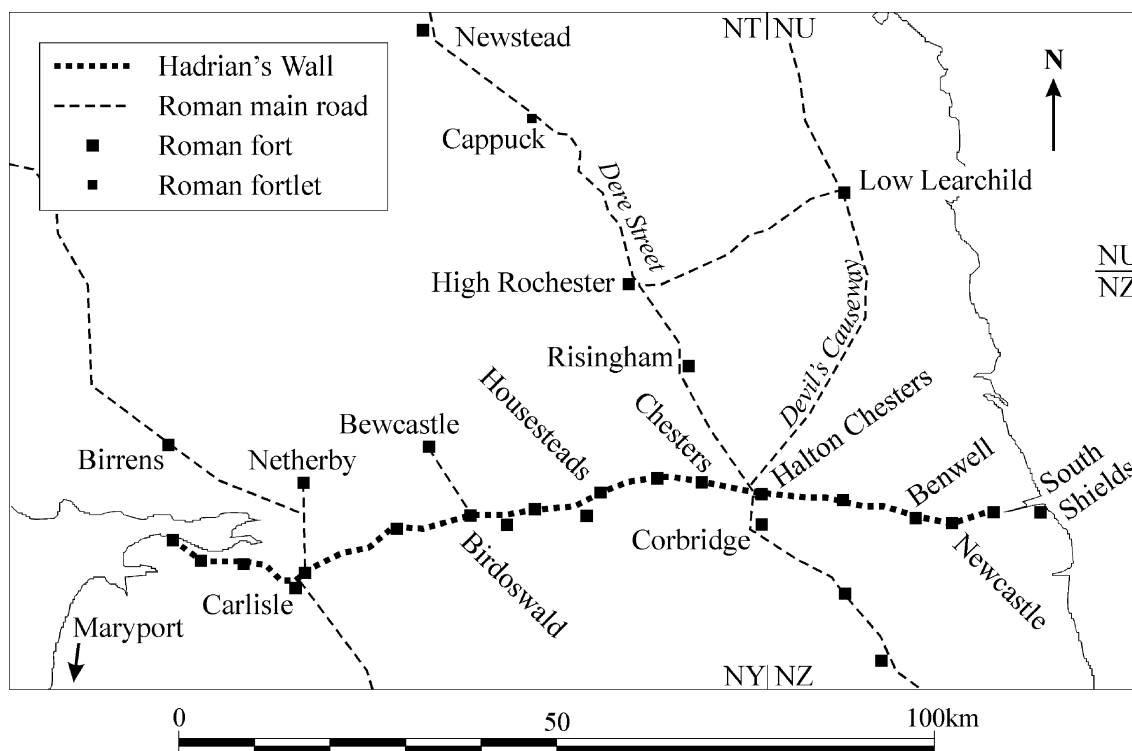 Hadrian's Wall
Roman main road
Roman fort
Roman fortlet
Newstead
NT NU
N
Cappuck
Low Learchild
Dere Street
NU
NZ
High Rochester
Devil's Causeway
Risingham
Housesteads
Chesters
Halton Chesters
Bewcastle
Birrens
Netherby
Benwell
South
Shields
Corbridge
Birdoswald
Newcastle
Carlisle
Maryport
NY NZ
0 50 100km